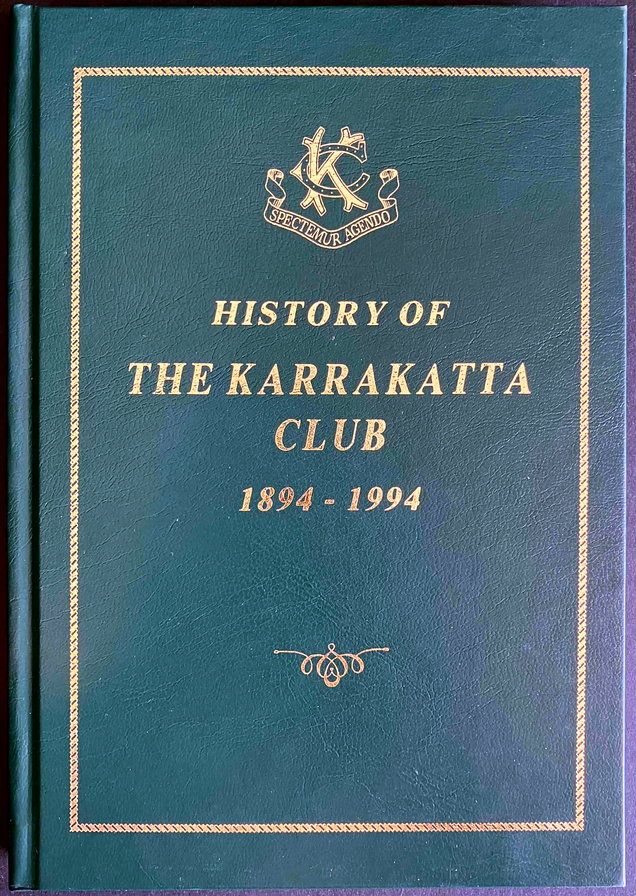 KC
SPECTEMUR AGENDO
HISTORY OF
THE KARRAKATTA
CLUB
1894 - 1994